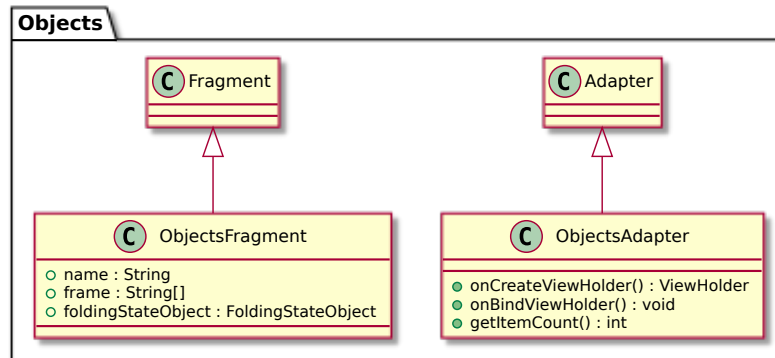 Objects
C Fragment
C Adapter
C ObjectsFragment
name : String
frame : String[]
foldingStateObject : FoldingStateObject
C ObjectsAdapter
onCreateViewHolder() : ViewHolder
onBindViewHolder() : void
getItemCount() : int